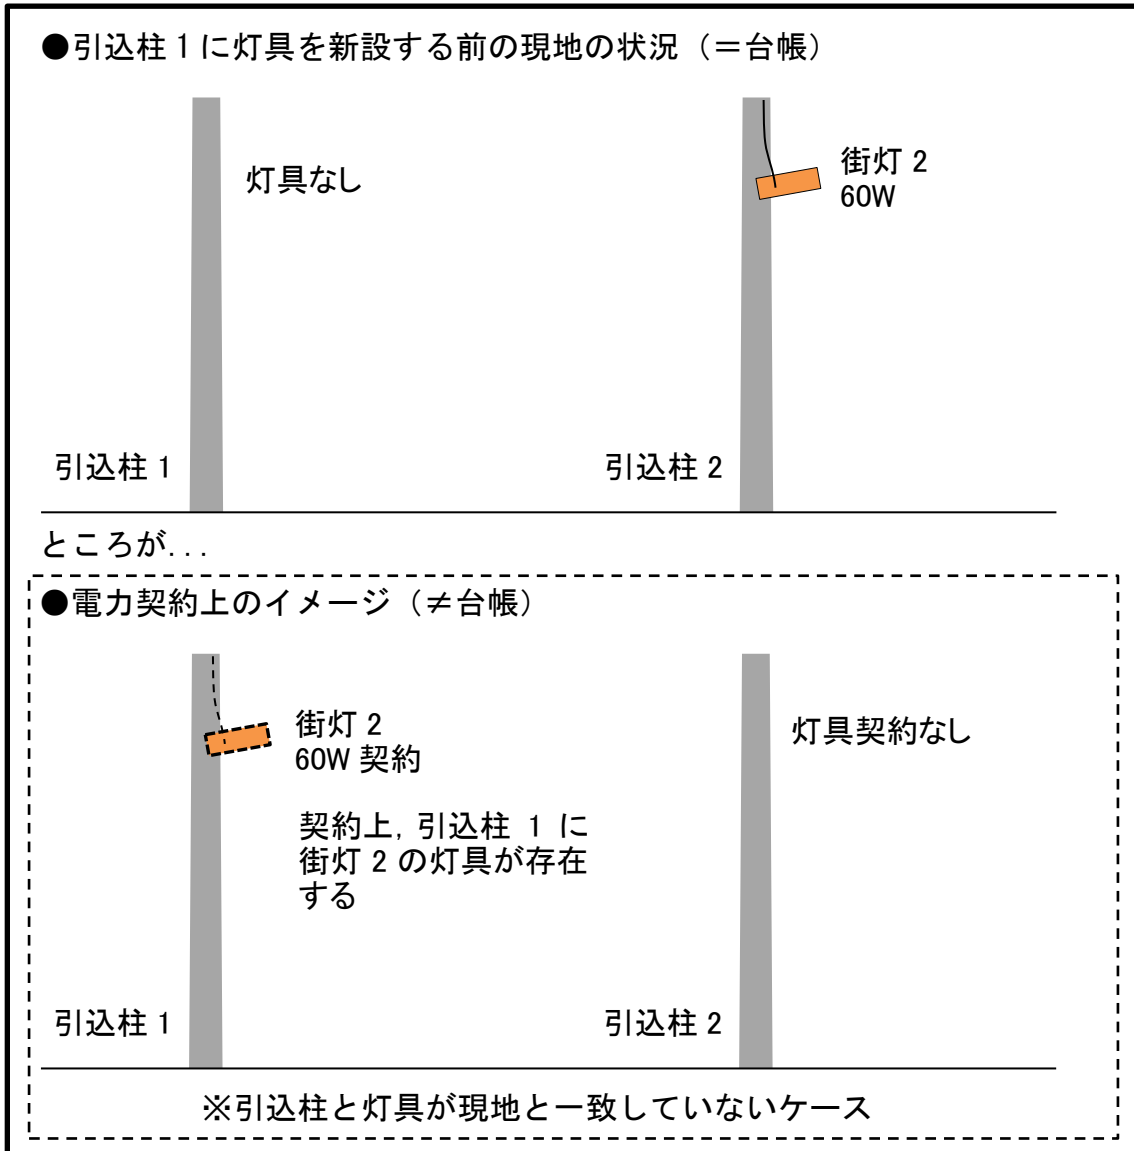 ●引込柱 1 に灯具を新設する前の現地の状況（＝台帳）
灯具なし
街灯 2
60W
引込柱 1
引込柱 2
ところが...
●電力契約上のイメージ（≠台帳）
街灯 2
60W 契約
灯具契約なし
契約上，引込柱 1 に
街灯 2 の灯具が存在
する
引込柱 1
引込柱 2
※引込柱と灯具が現地と一致していないケース